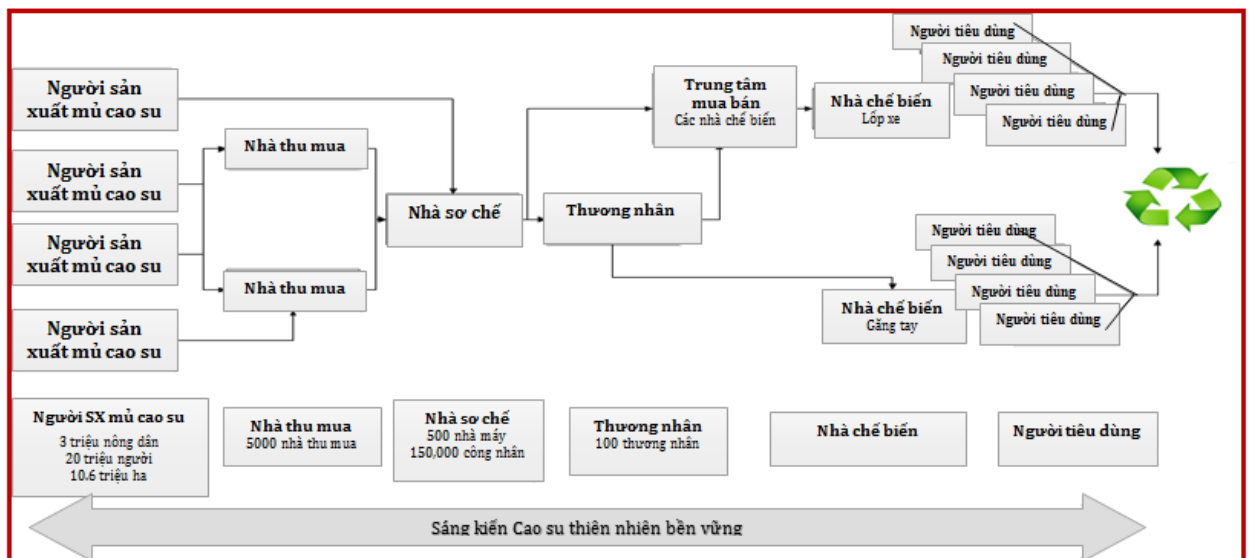 Người sản
xuất mủ cao su
Người sản
xuất mủ cao su
Người sản
xuất mủ cao su
Người sản
xuất mủ cao su
Nhà thu mua
Nhà thu mua
Nhà sơ chế
Thương nhân
Trung tâm
mua bán
Các nhà chế biến
Nhà chế biến
Lốp xe
Người tiêu dùng
Người tiêu dùng
Người tiêu dùng
Người tiêu dùng
Nhà chế biến
Găng tay
Người tiêu dùng
Người tiêu dùng
Người tiêu dùng
Người tiêu dùng
Người SX mủ cao su
3 triệu nông dân
20 triệu người
10.6 triệu ha
Nhà thu mua
5000 nhà thu mua
Nhà sơ chế
500 nhà máy
150,000 công nhân
Thương nhân
100 thương nhân
Nhà chế biến
Người tiêu dùng
Sáng kiến Cao su thiên nhiên bền vững